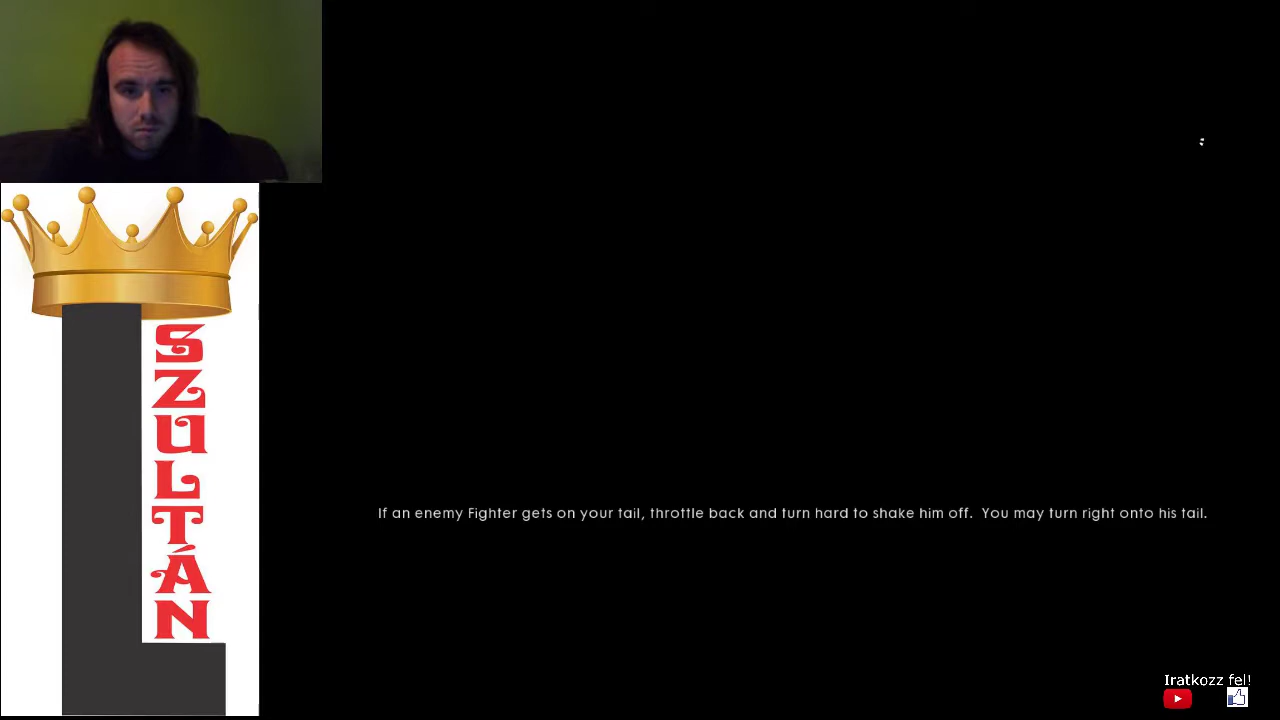 L
SZULTÁN
If an enemy Fighter gets on your tail, throttle back and turn hard to shake him off.  You may turn right onto his tail.
Iratkozz fel!